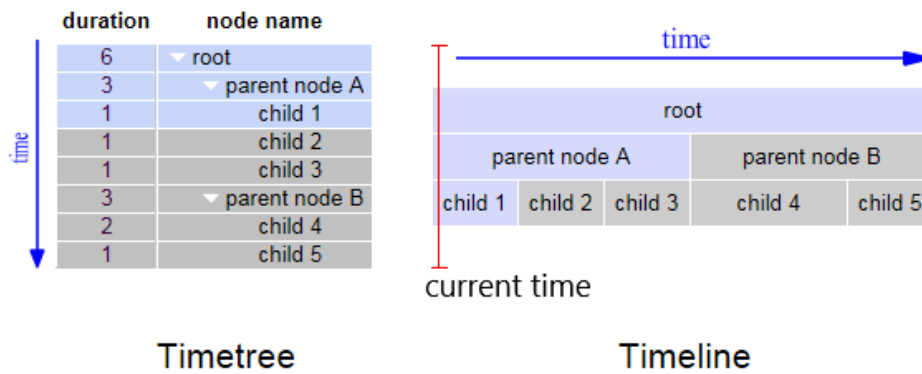 duration node name
6 root
3 parent node A
1 child 1
1 child 2
1 child 3
3 parent node B
2 child 4
1 child 5
time
time
root
parent node A parent node B
child 1 child 2 child 3 child 4 child 5
current time
Timetree
Timeline